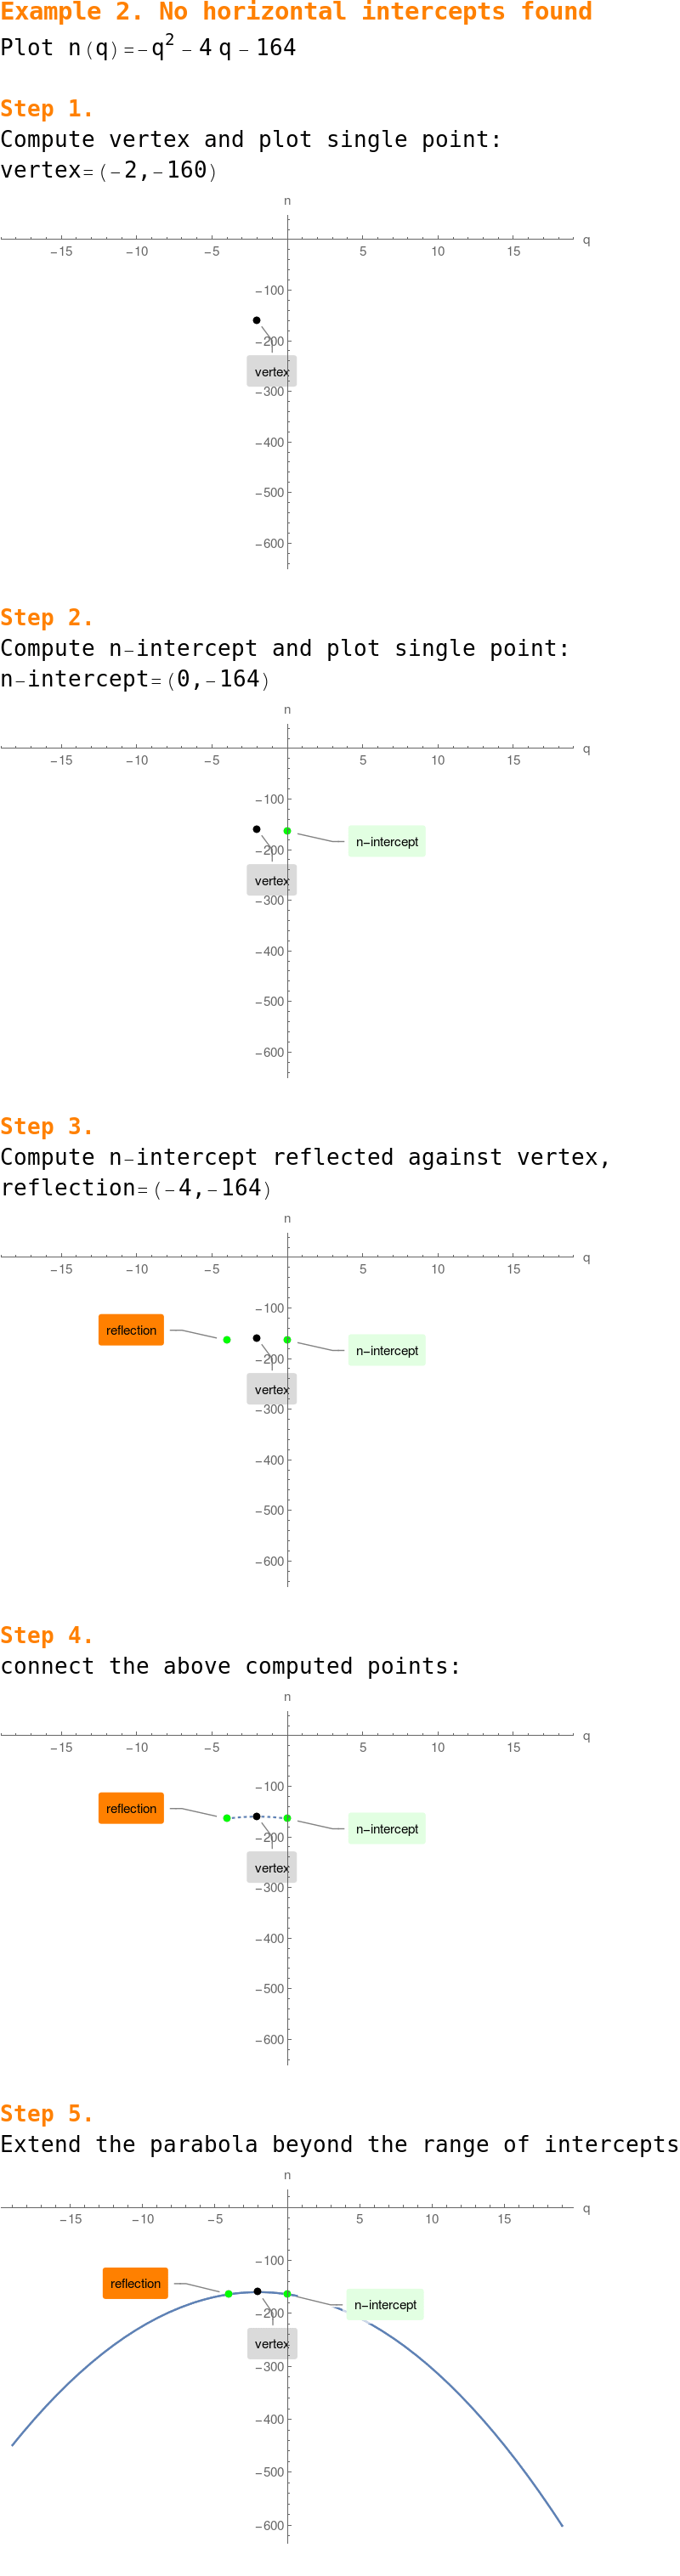 Example 2. No horizontal intercepts found
Plot n(q)=-q² - 4 q - 164
Step 1.
Compute vertex and plot single point:
vertex=(-2,-160)
n
q
-15 -10 -5 5 10 15
-100
-200
vertex
-300
-400
-500
-600
Step 2.
Compute n-intercept and plot single point:
n-intercept=(0,-164)
n
q
-15 -10 -5 5 10 15
-100
n-intercept
-200
vertex
-300
-400
-500
-600
Step 3.
Compute n-intercept reflected against vertex,
reflection=(-4,-164)
n
q
-15 -10 -5 5 10 15
-100
reflection
n-intercept
-200
vertex
-300
-400
-500
-600
Step 4.
connect the above computed points:
n
q
-15 -10 -5 5 10 15
-100
reflection
n-intercept
-200
vertex
-300
-400
-500
-600
Step 5.
Extend the parabola beyond the range of intercepts
n
q
-15 -10 -5 5 10 15
-100
reflection
n-intercept
-200
vertex
-300
-400
-500
-600